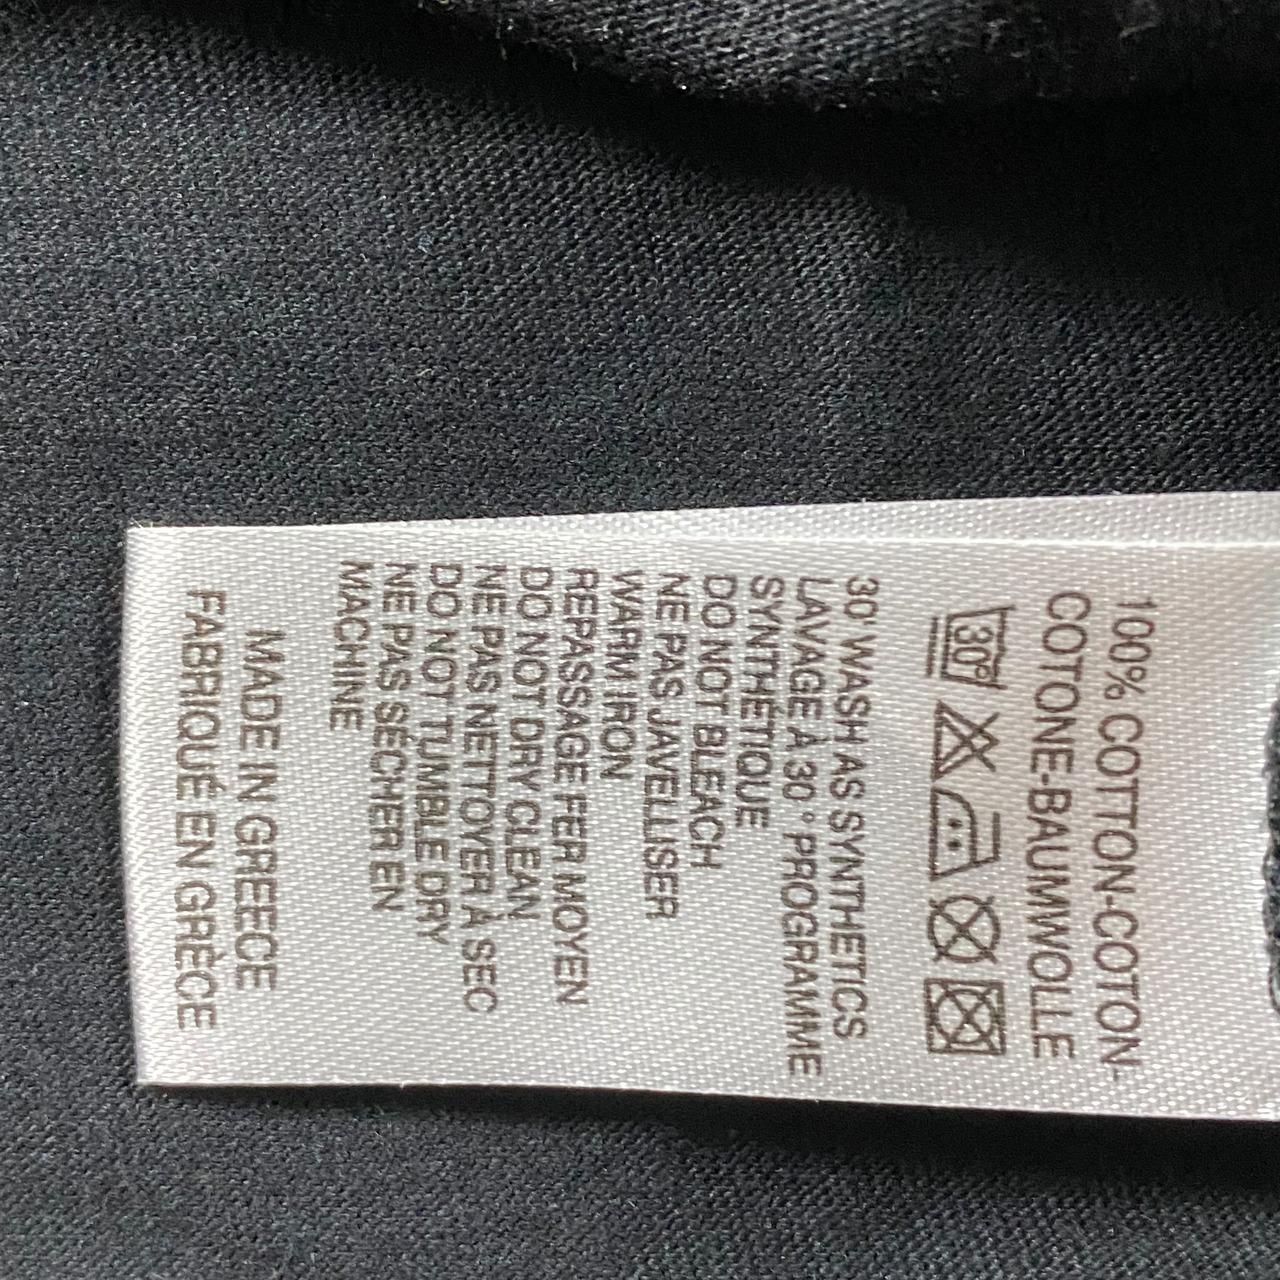 100% COTTON-COTON-
COTONE-BAUMWOLLE
30°
30° WASH AS SYNTHETICS
LAVAGE À 30° PROGRAMME
SYNTHÉTIQUE
DO NOT BLEACH
NE PAS JAVELLISER
WARM IRON
REPASSAGE FER MOYEN
DO NOT DRY CLEAN
NE PAS NETTOYER À SEC
DO NOT TUMBLE DRY
NE PAS SÉCHER EN
MACHINE
MADE IN GREECE
FABRIQUÉ EN GRÈCE